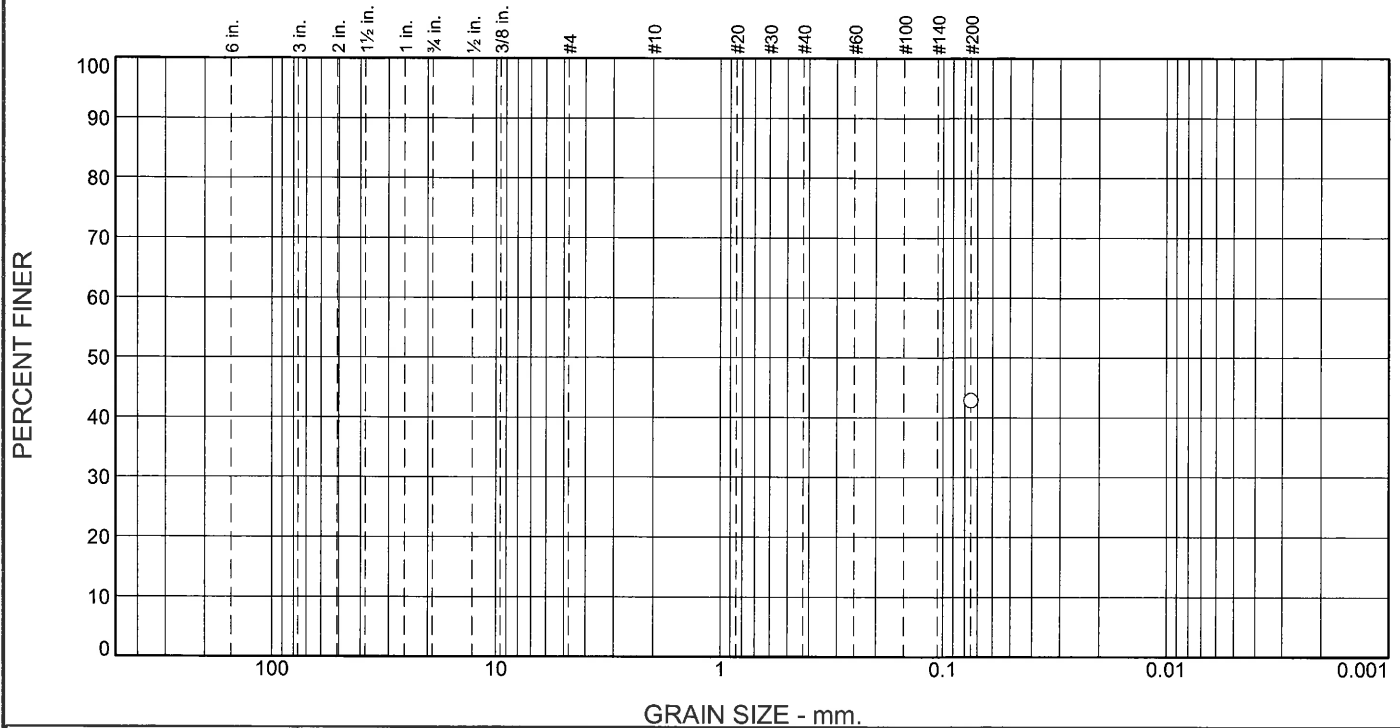 6 in.
3 in.
2 in.
1½ in.
1 in.
¾ in.
½ in.
3/8 in.
#4
#10
#20
#30
#40
#60
#100
#140
#200
PERCENT FINER
100
90
80
70
60
50
40
30
20
10
0
100 10 1 0.1 0.01 0.001
GRAIN SIZE - mm.